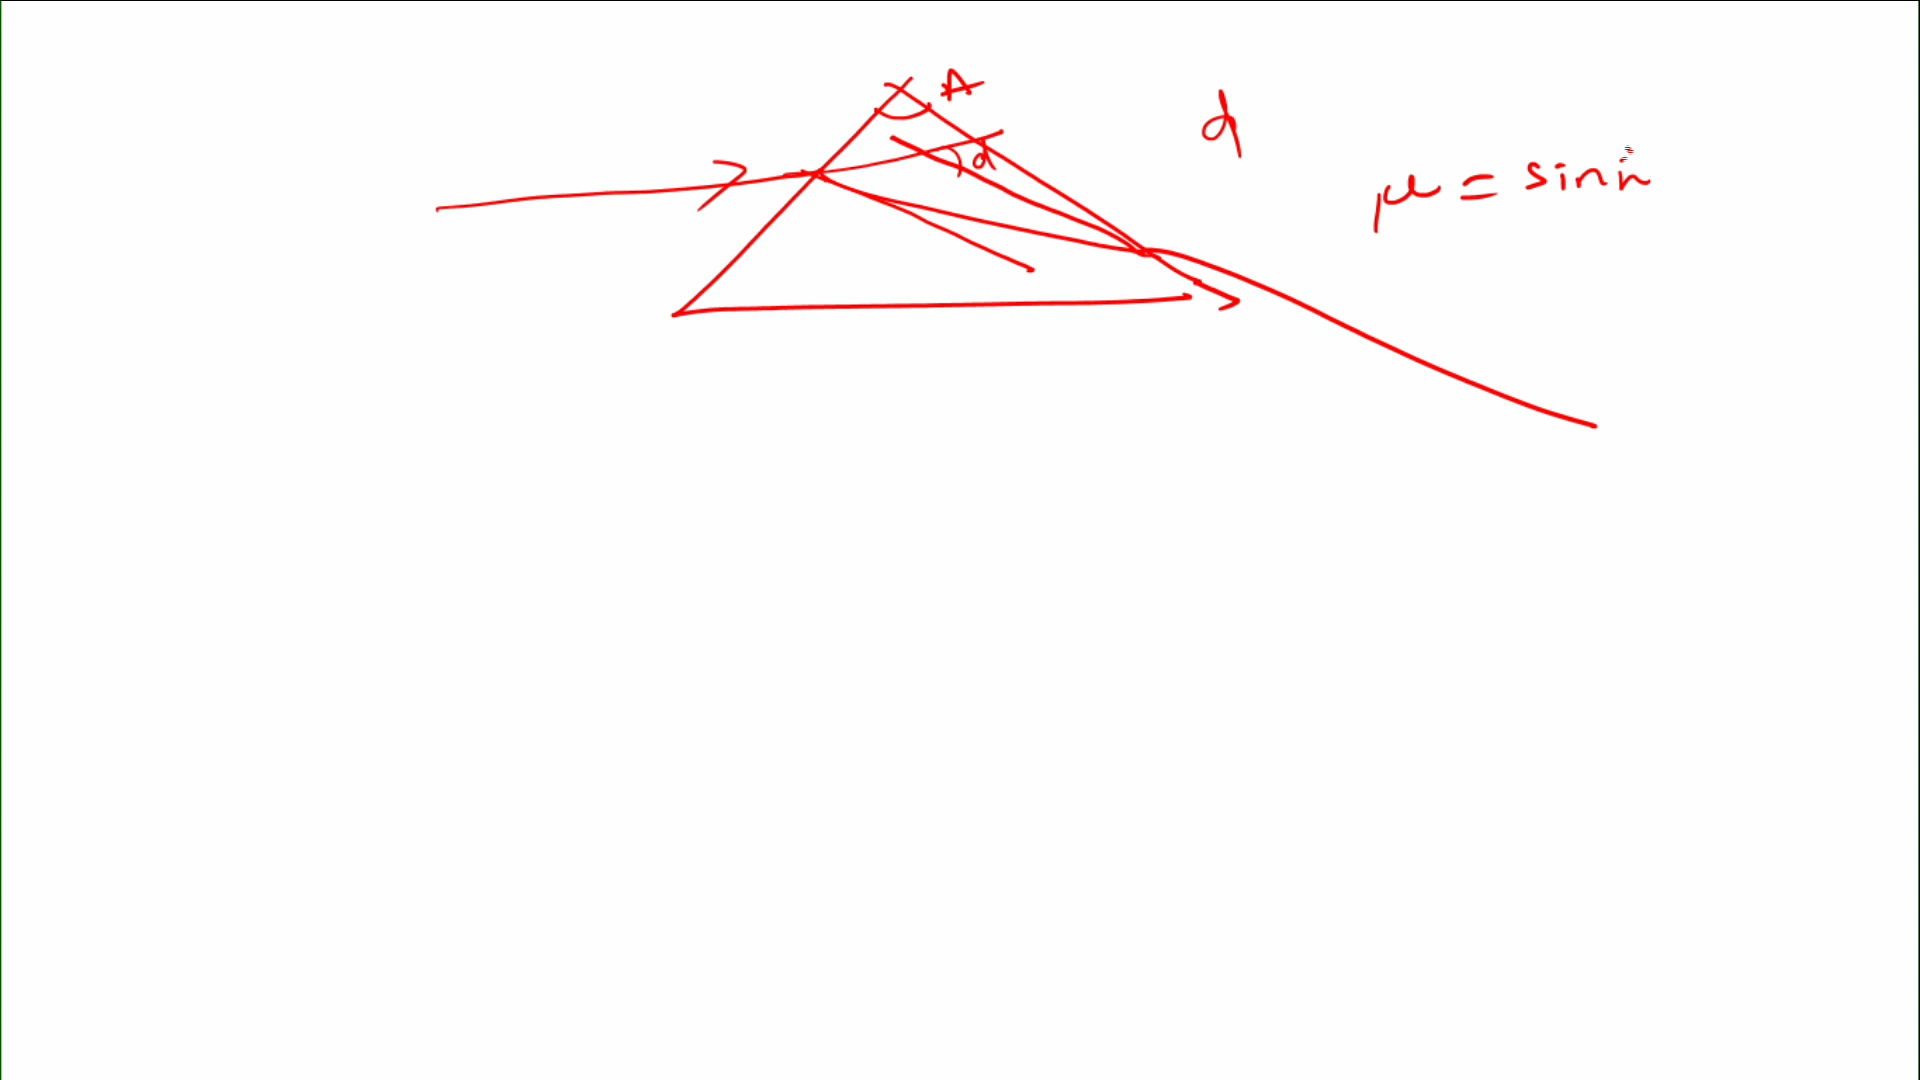 A
d
d
μ = sin